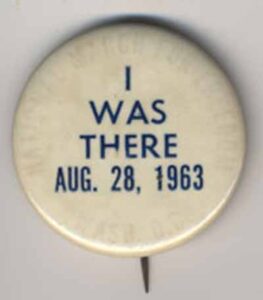 I
WAS
THERE
AUG. 28, 1963